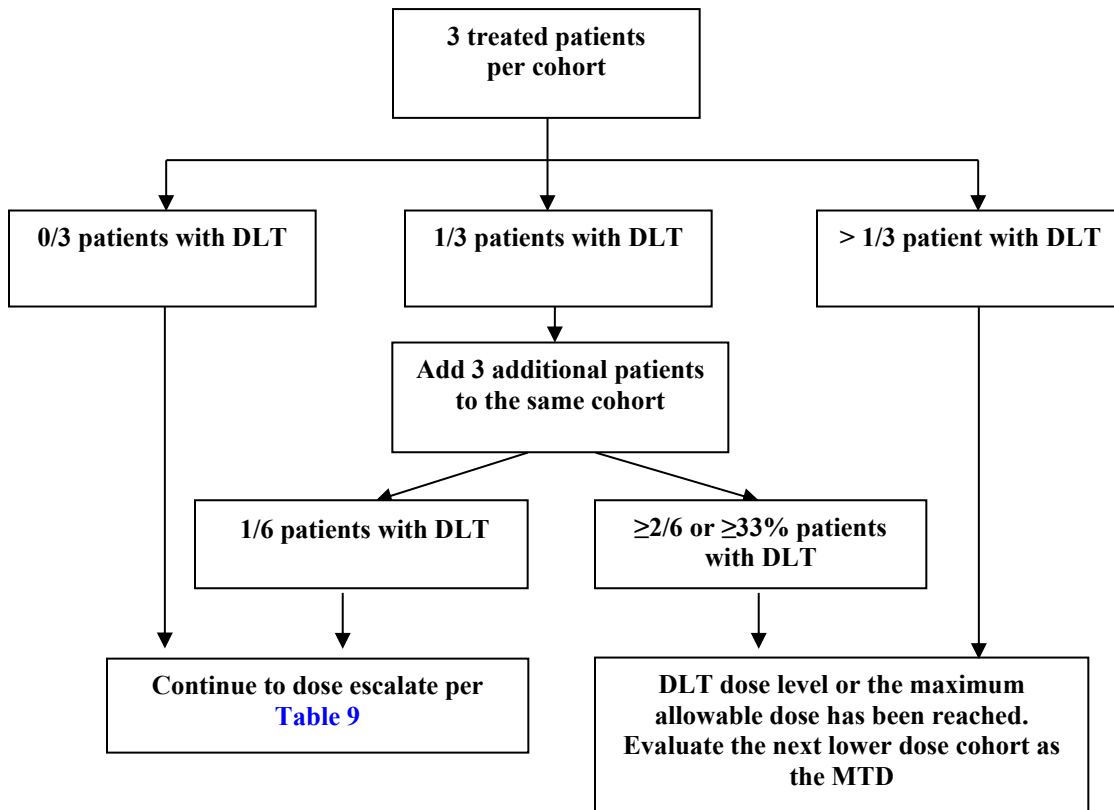 3 treated patients
per cohort
0/3 patients with DLT
1/3 patients with DLT
> 1/3 patient with DLT
Add 3 additional patients
to the same cohort
1/6 patients with DLT
≥2/6 or ≥33% patients
with DLT
Continue to dose escalate per
Table 9
DLT dose level or the maximum
allowable dose has been reached.
Evaluate the next lower dose cohort as
the MTD